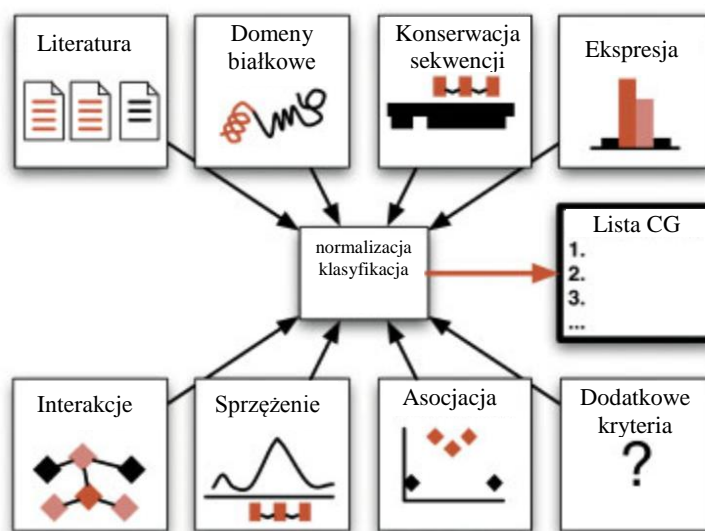 Literatura
Domeny
białkowe
Konserwacja
sekwencji
Ekspresja
normalizacja
klasyfikacja
Lista CG
1.
2.
3.
...
Interakcje
Sprzężenie
Asocjacja
Dodatkowe
kryteria
?